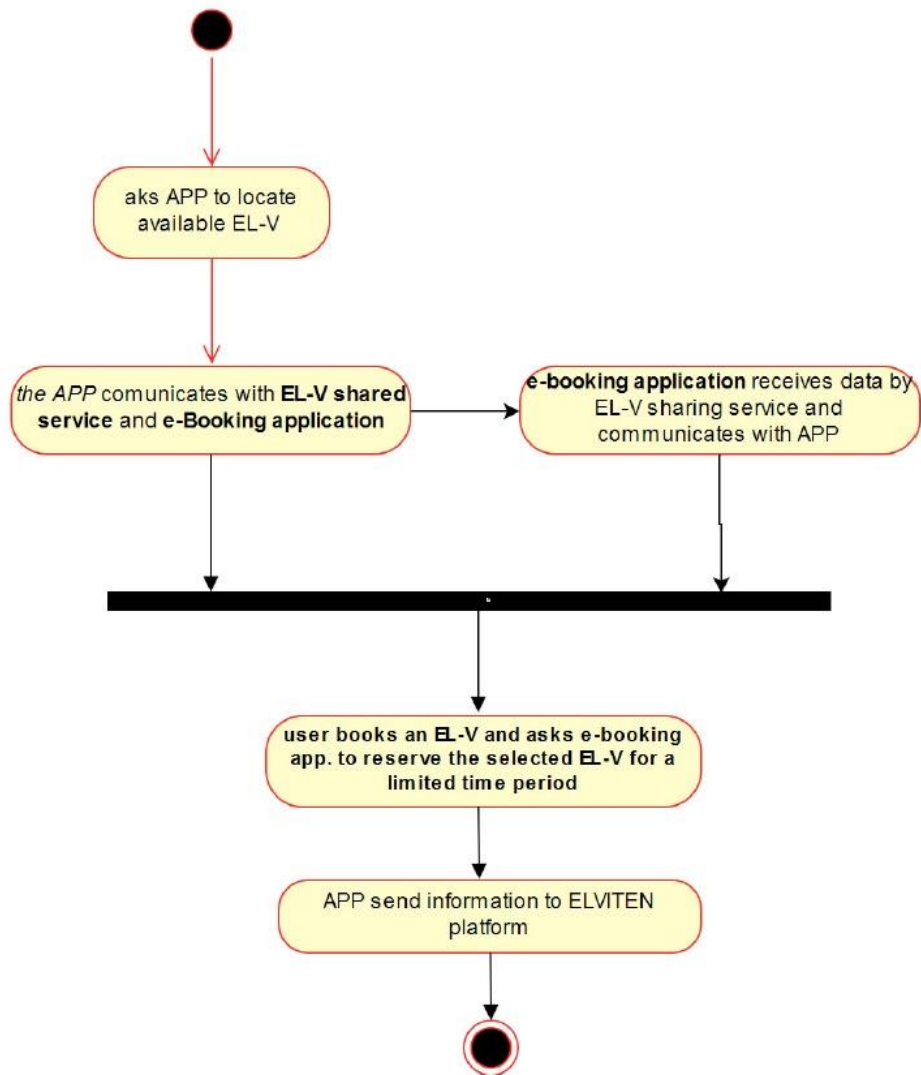 aks APP to locate
available EL-V
the APP comunicates with EL-V shared
service and e-Booking application
e-booking application receives data by
EL-V sharing service and
communicates with APP
user books an EL-V and asks e-booking
app. to reserve the selected EL-V for a
limited time period
APP send information to ELVITEN
platform